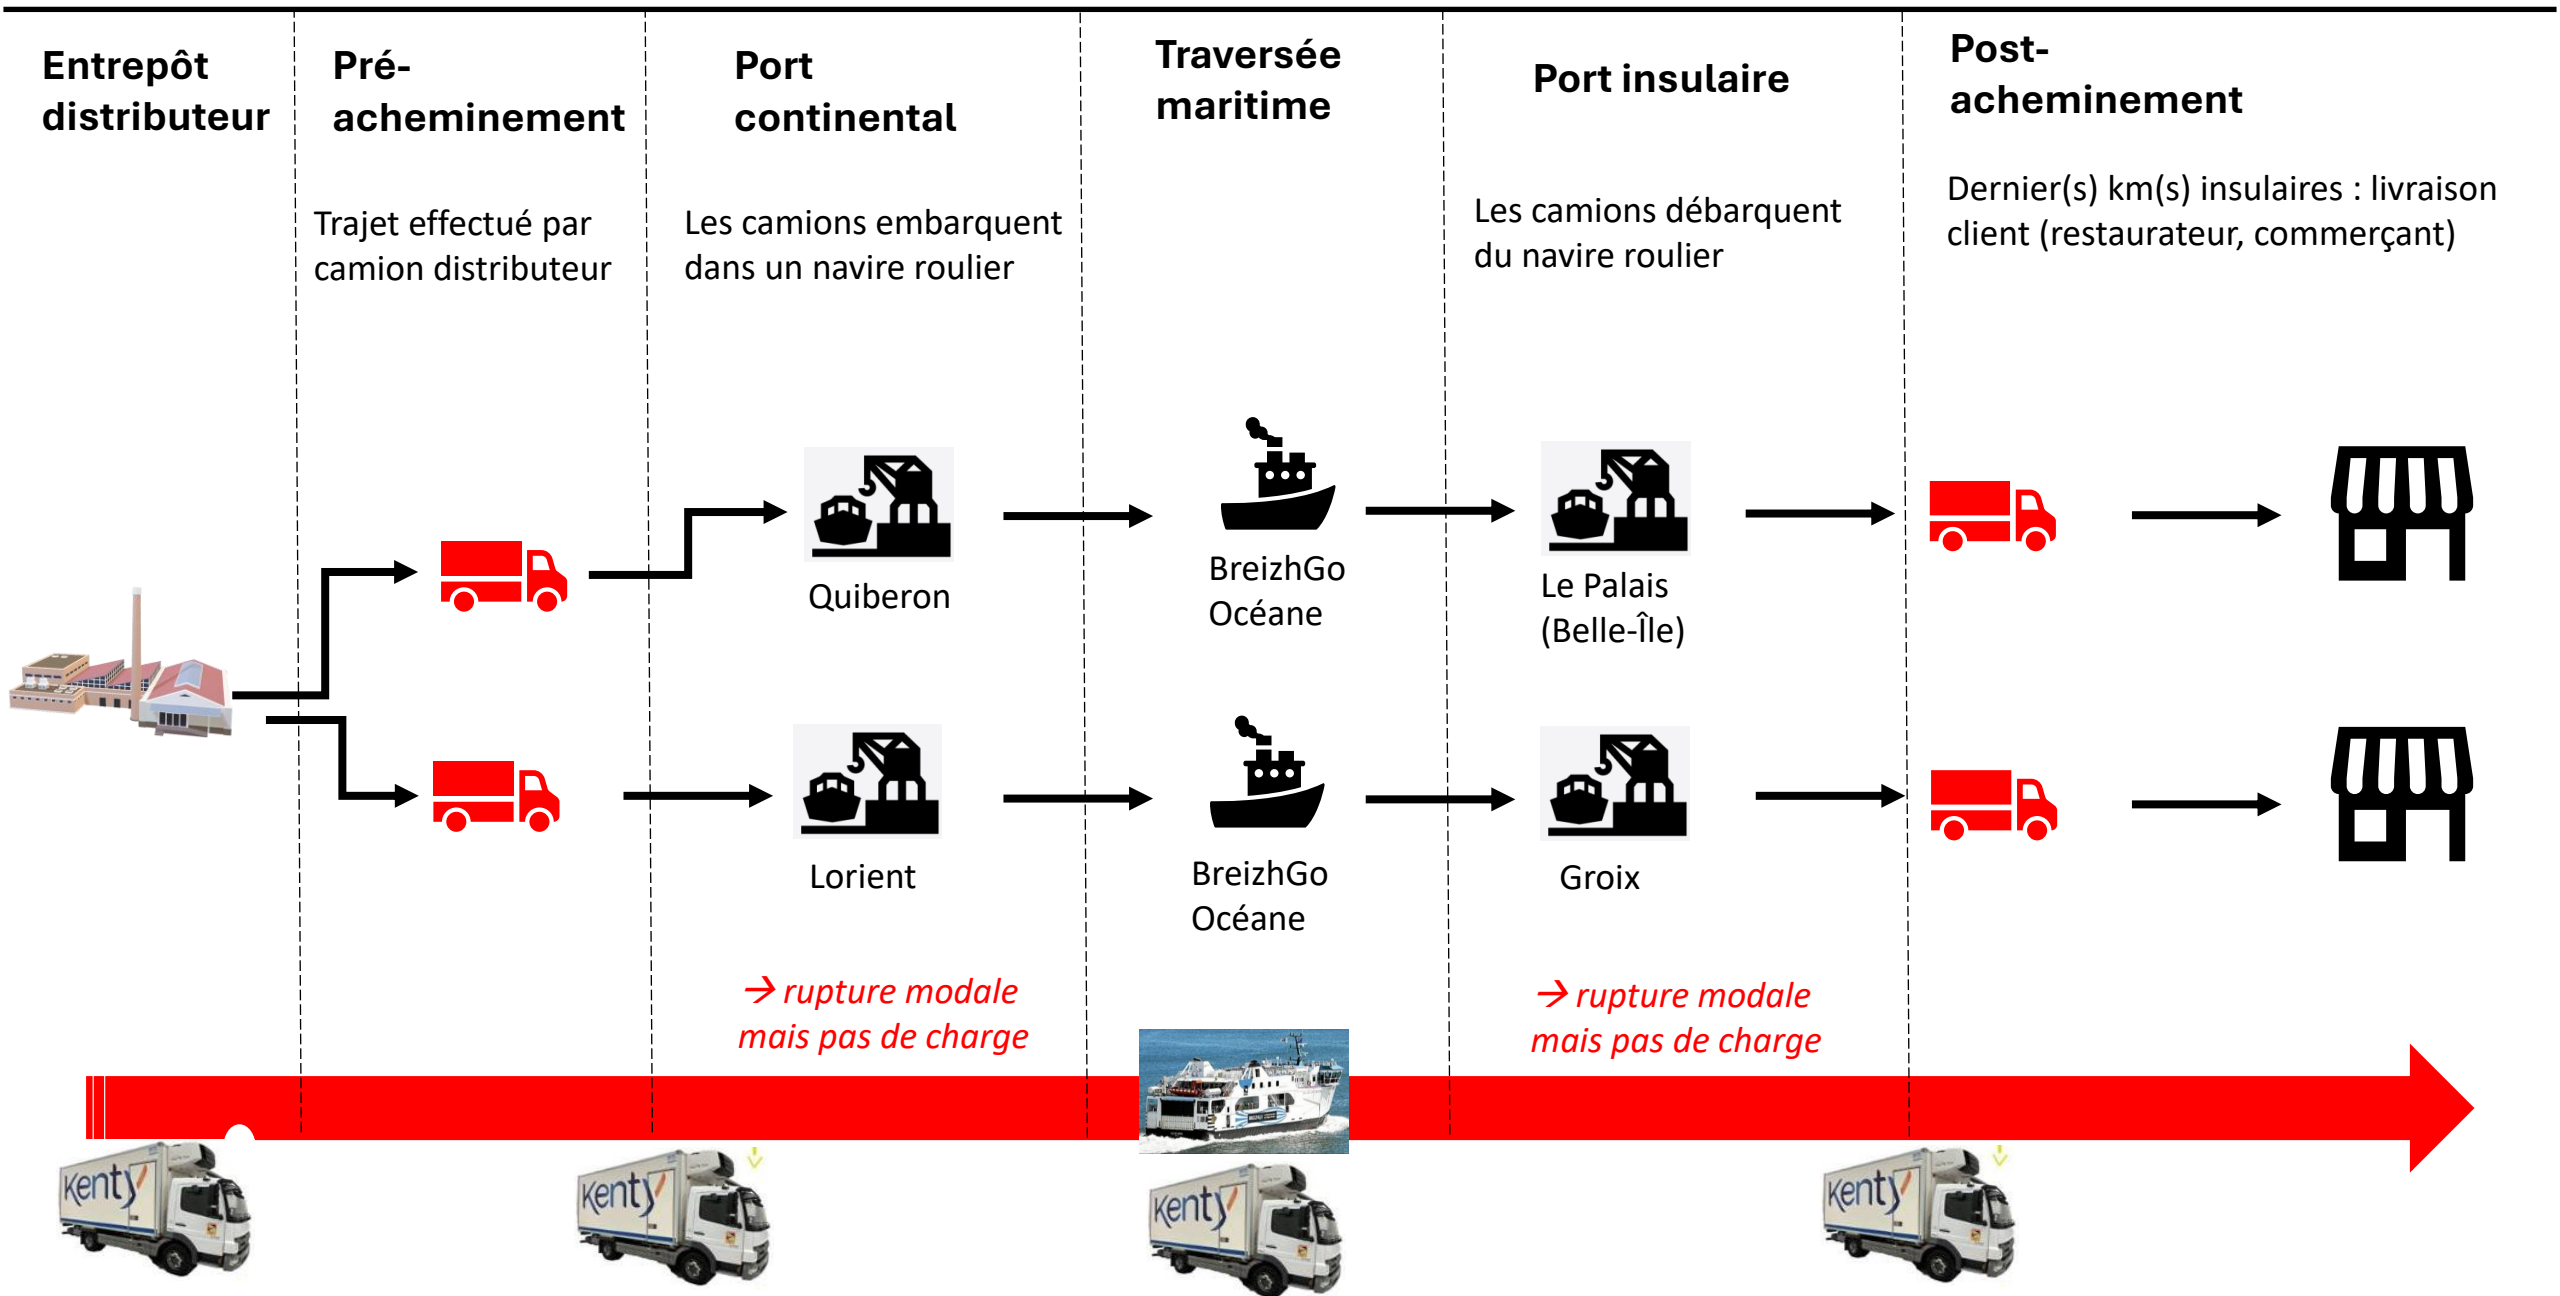 Entrepôt
distributeur
Pré-
acheminement
Port
continental
Traversée
maritime
Port insulaire
Post-
acheminement
Trajet effectué par
camion distributeur
Les camions embarquent
dans un navire roulier
Les camions débarquent
du navire roulier
Dernier(s) km(s) insulaires : livraison
client (restaurateur, commerçant)
Quiberon
BreizhGo
Océane
Le Palais
(Belle-Île)
Lorient
BreizhGo
Océane
Groix
→ rupture modale
mais pas de charge
→ rupture modale
mais pas de charge
Kenty
Kenty
Kenty
Kenty